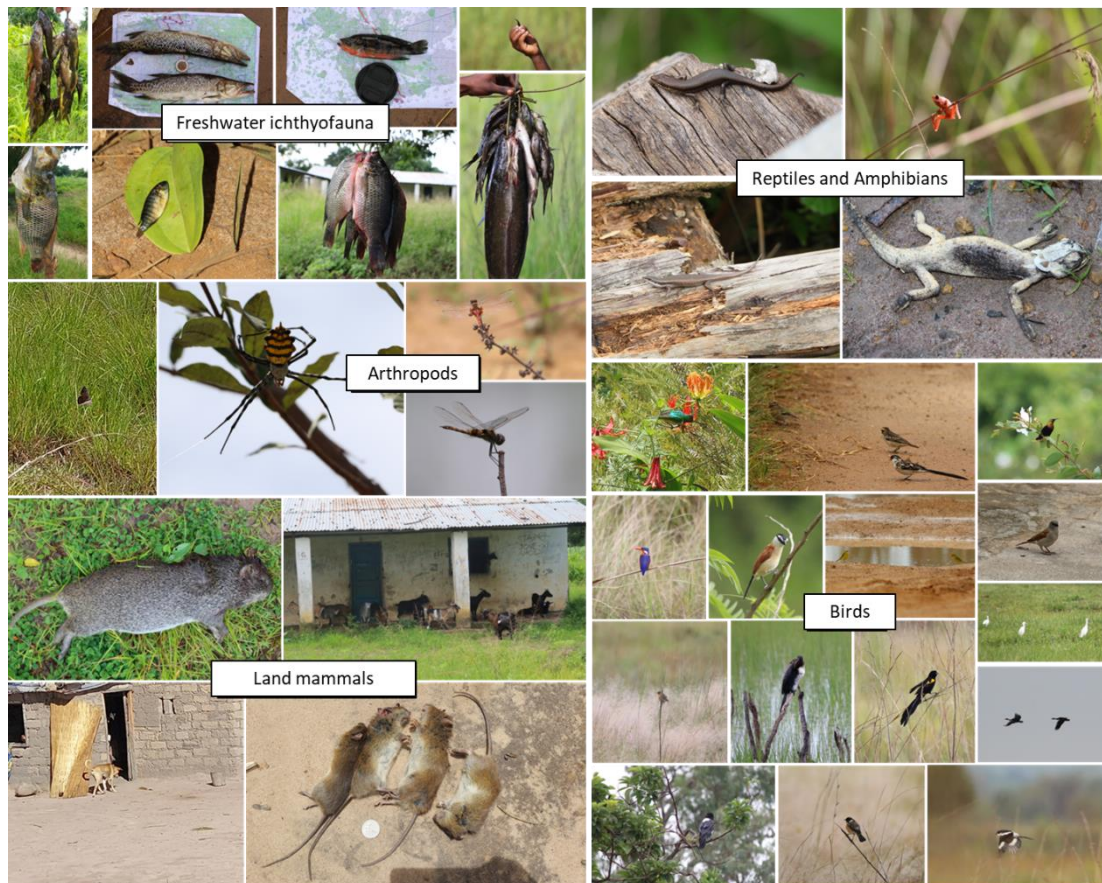 Freshwater ichthyofauna
Reptiles and Amphibians
Arthropods
Birds
Land mammals